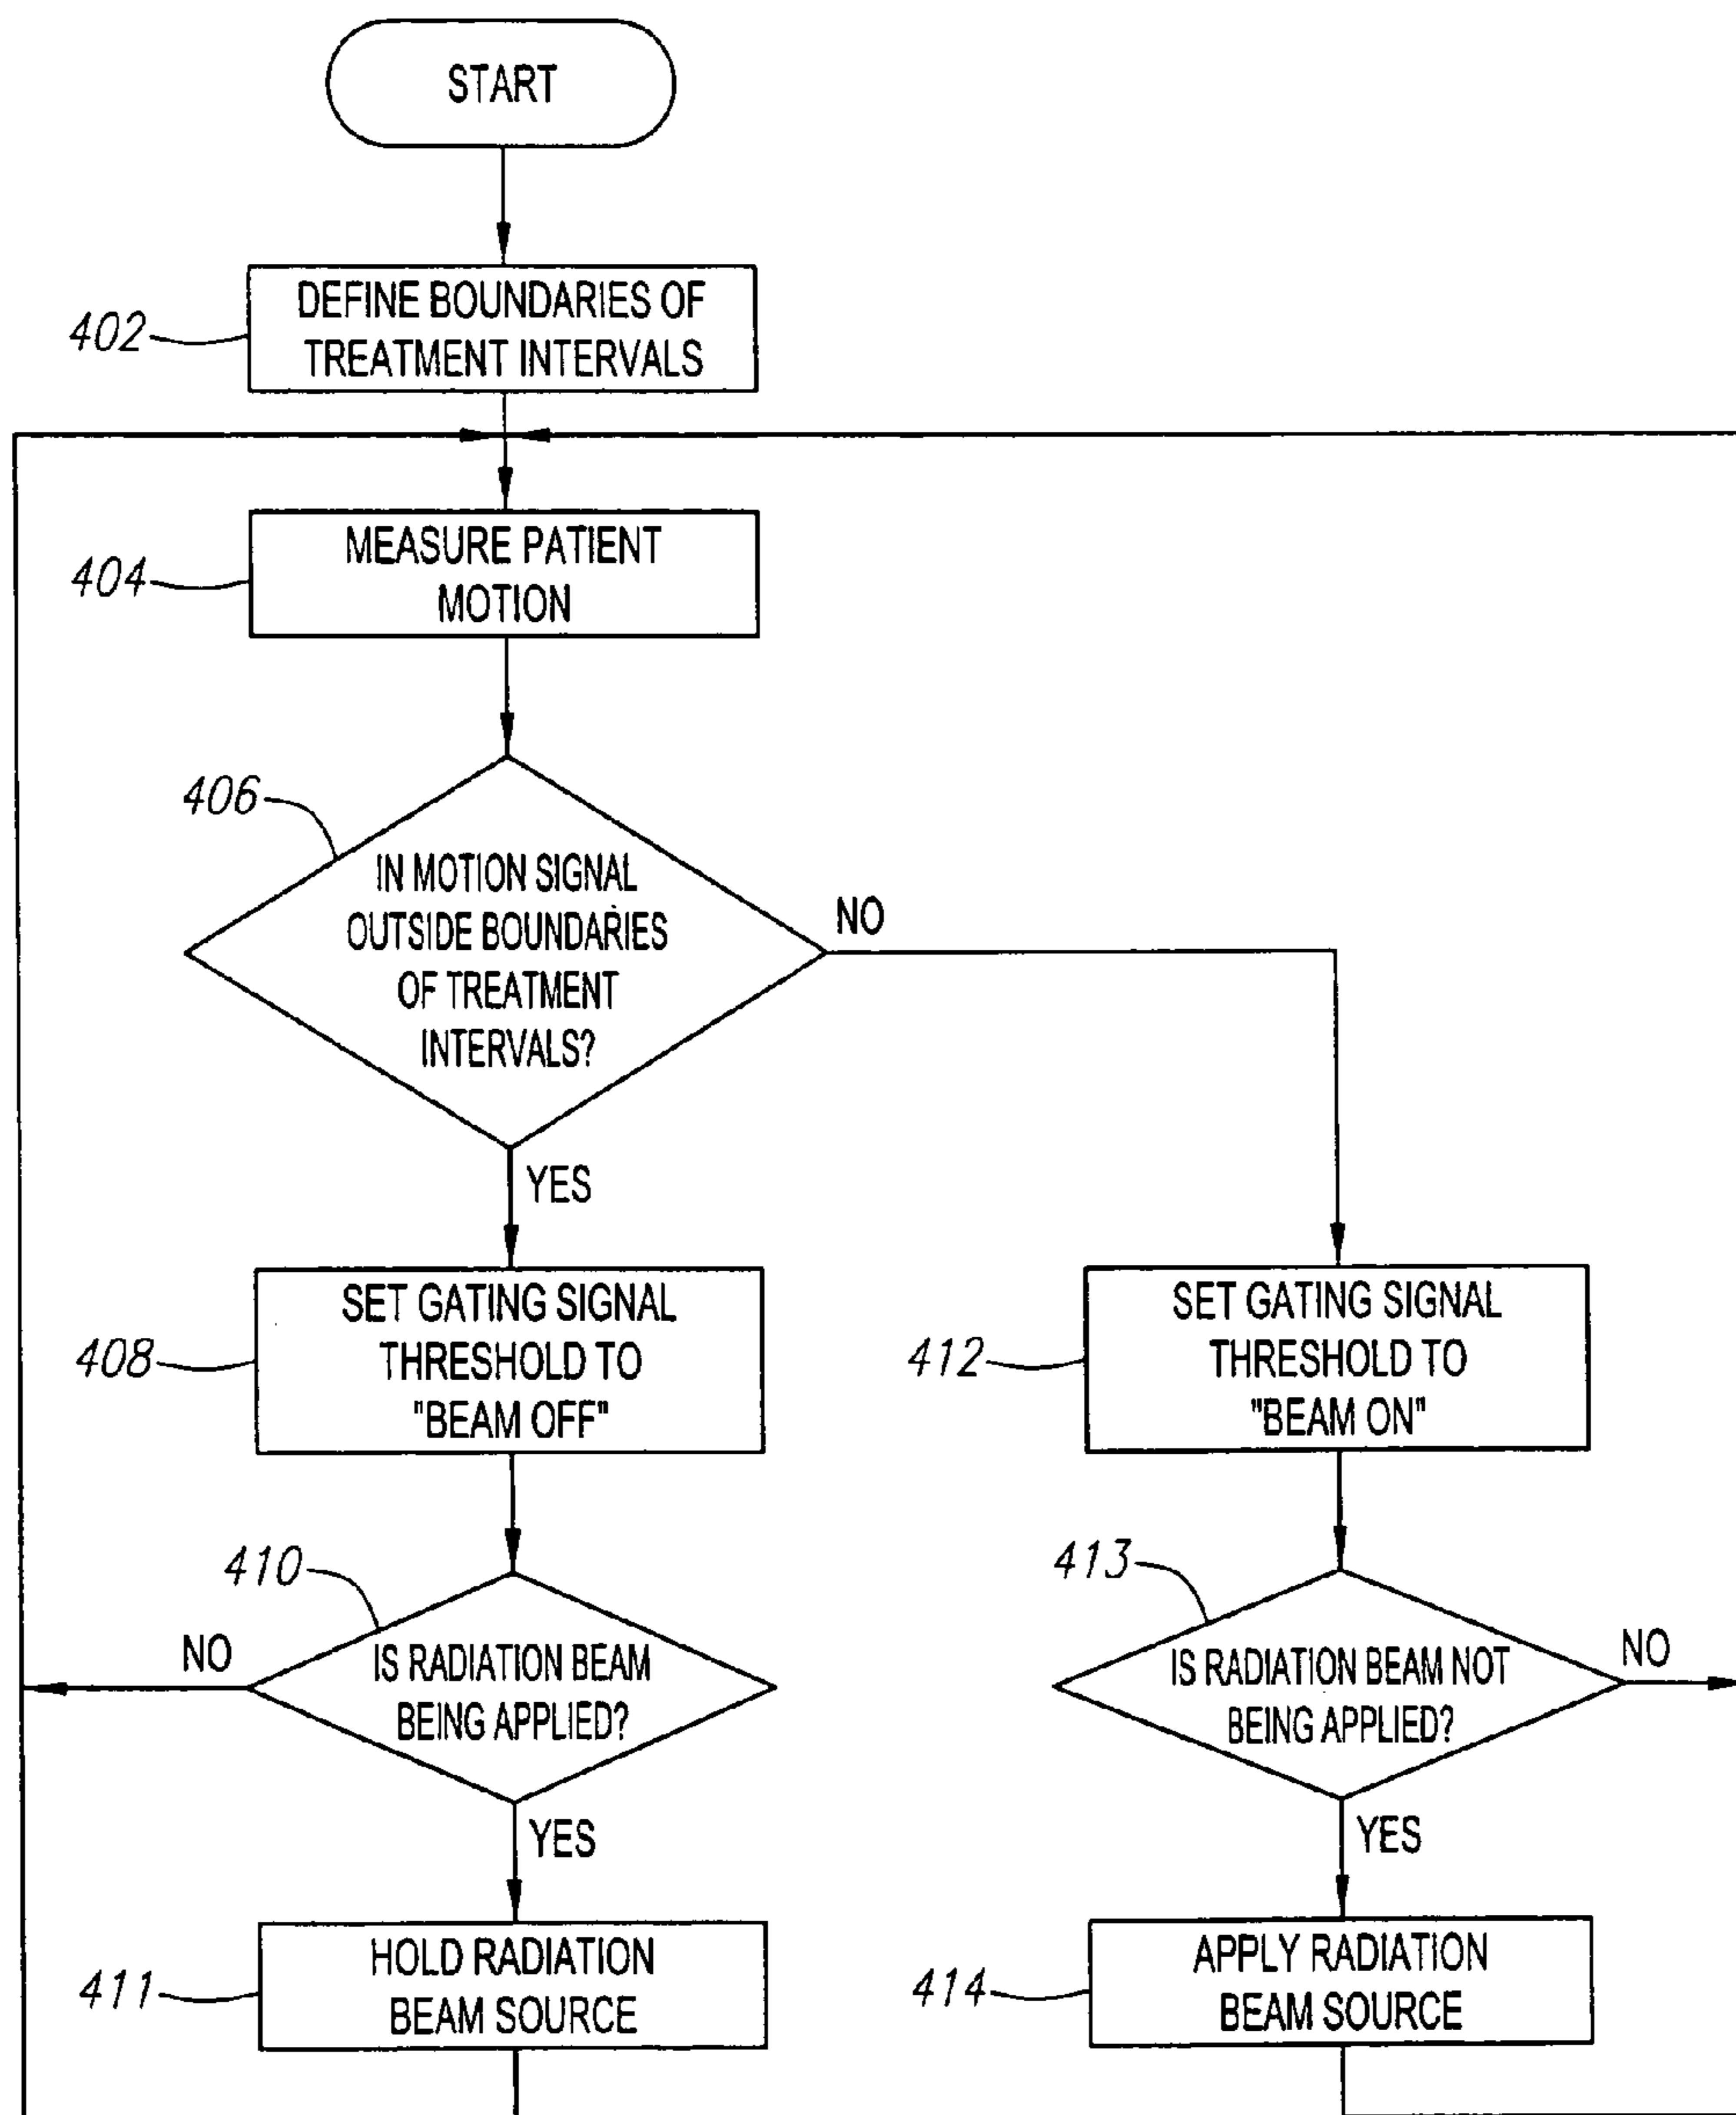 START
402
DEFINE BOUNDARIES OF
TREATMENT INTERVALS
404
MEASURE PATIENT
MOTION
406
IN MOTION SIGNAL
OUTSIDE BOUNDARIES
OF TREATMENT
INTERVALS?
NO
YES
408
SET GATING SIGNAL
THRESHOLD TO
"BEAM OFF"
412
SET GATING SIGNAL
THRESHOLD TO
"BEAM ON"
410
NO
IS RADIATION BEAM
BEING APPLIED?
YES
413
IS RADIATION BEAM NOT
BEING APPLIED?
NO
YES
411
HOLD RADIATION
BEAM SOURCE
414
APPLY RADIATION
BEAM SOURCE